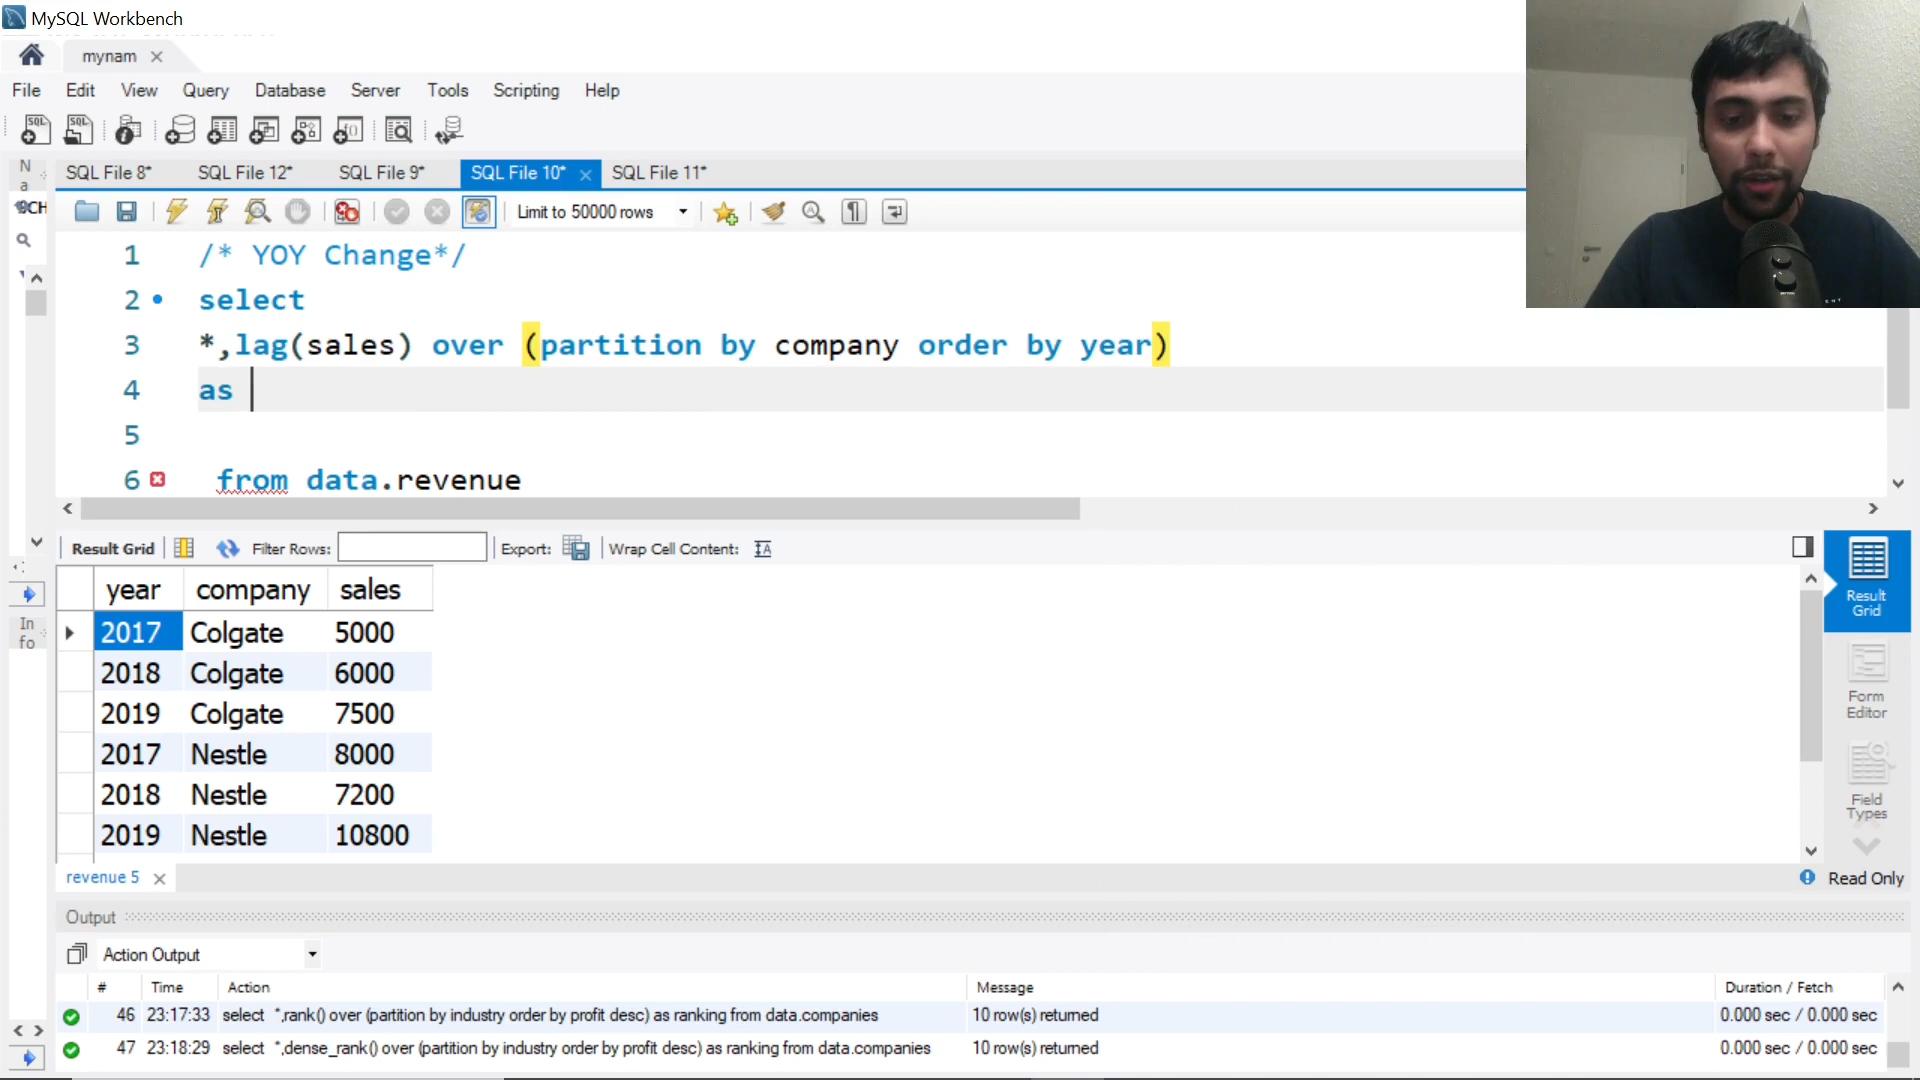 MySQL Workbench
mynam
File Edit View Query Database Server Tools Scripting Help
SQL File 8* SQL File 12* SQL File 9* SQL File 10* SQL File 11*
Limit to 50000 rows
1 /* YOY Change*/
2 select
3 *,lag(sales) over (partition by company order by year)
4 as
5
6 from data.revenue
Result Grid Filter Rows: Export: Wrap Cell Content:
year company sales
2017 Colgate 5000
2018 Colgate 6000
2019 Colgate 7500
2017 Nestle 8000
2018 Nestle 7200
2019 Nestle 10800
Result
Grid
Form
Editor
Field
Types
revenue 5
Read Only
Output
Action Output
# Time Action Message Duration / Fetch
46 23:17:33 select *,rank() over (partition by industry order by profit desc) as ranking from data.companies 10 row(s) returned 0.000 sec / 0.000 sec
47 23:18:29 select *,dense_rank() over (partition by industry order by profit desc) as ranking from data.companies 10 row(s) returned 0.000 sec / 0.000 sec
N
a
CH
In
fo